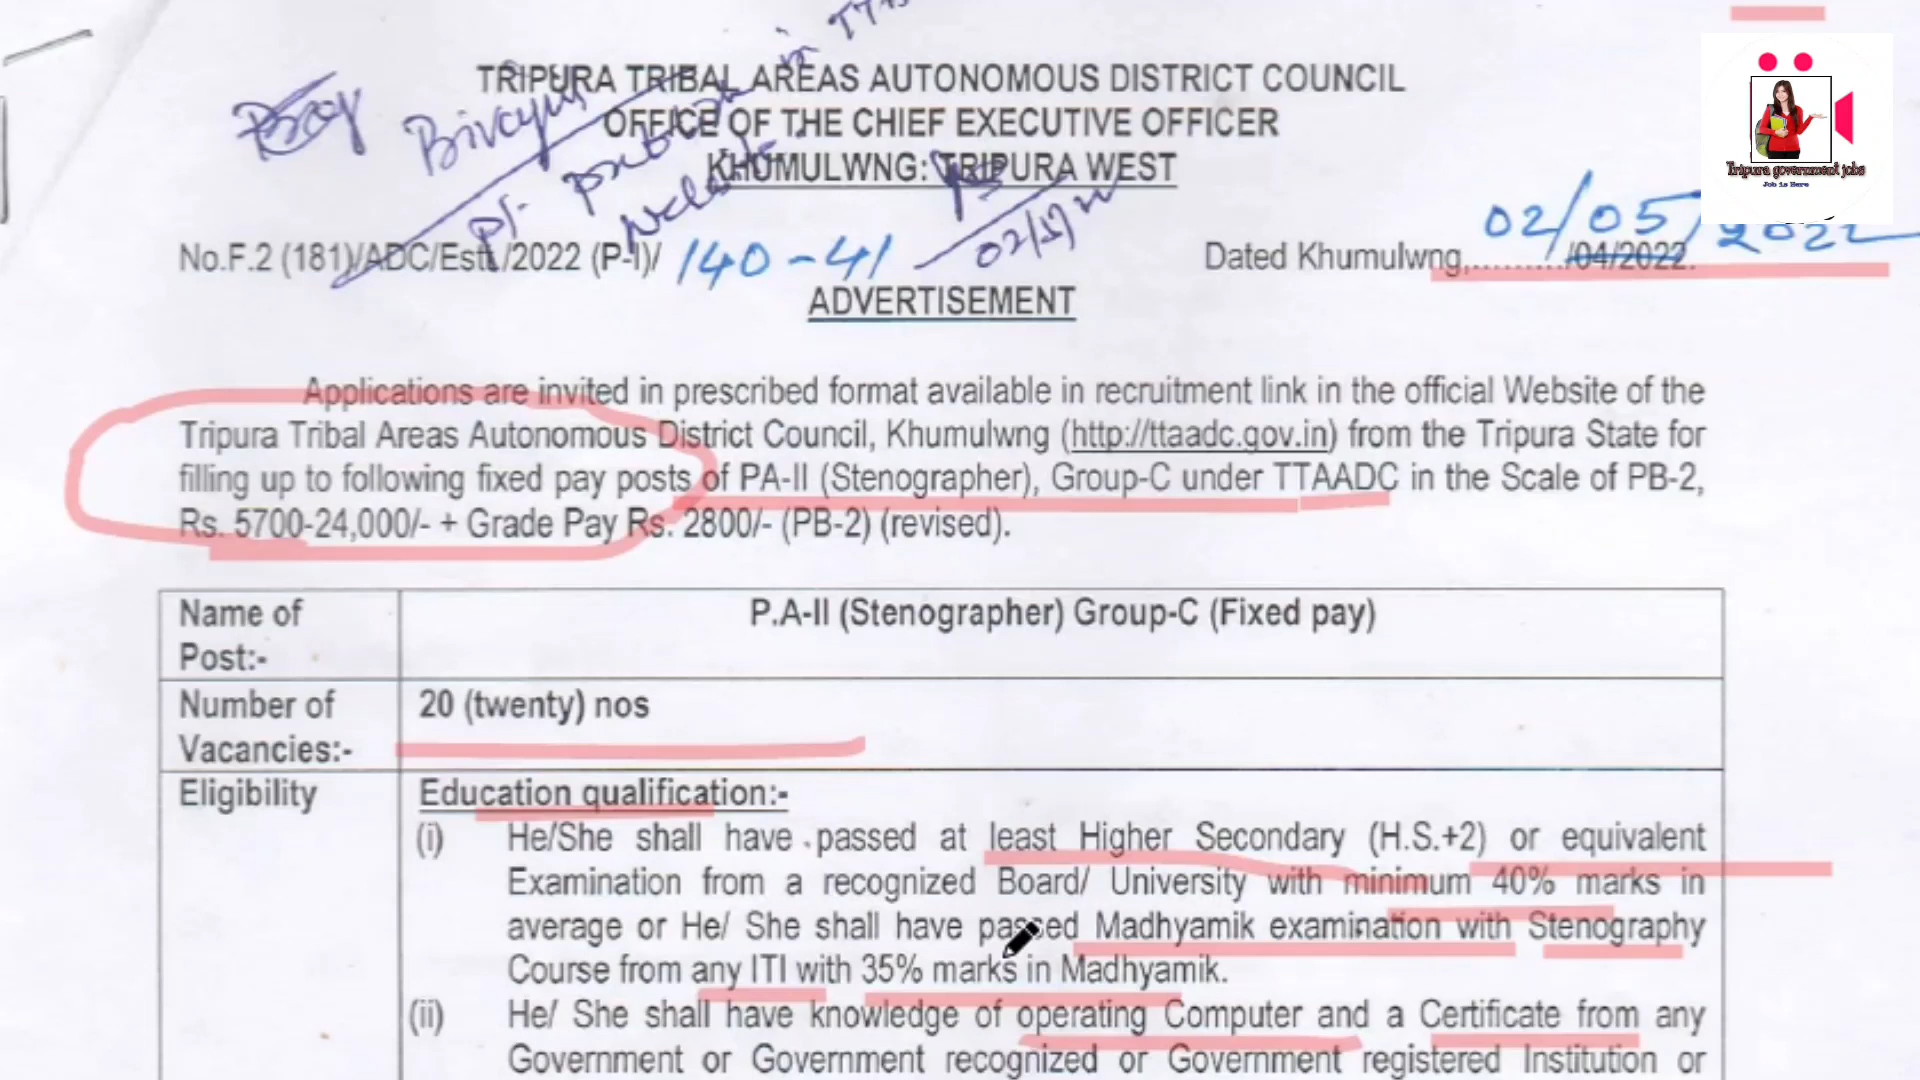 TRIPURA TRIBAL AREAS AUTONOMOUS DISTRICT COUNCIL
OFFICE OF THE CHIEF EXECUTIVE OFFICER
KHUMULWNG: TRIPURA WEST
Tripura government jobs
Job is Here
02/05/2022
No.F.2 (181)/ADC/Estt./2022 (P-I)/ 140-41
Dated Khumulwng,........./04/2022.
ADVERTISEMENT
Applications are invited in prescribed format available in recruitment link in the official Website of the
Tripura Tribal Areas Autonomous District Council, Khumulwng (http://ttaadc.gov.in) from the Tripura State for
filling up to following fixed pay posts of PA-II (Stenographer), Group-C under TTAADC in the Scale of PB-2,
Rs. 5700-24,000/- + Grade Pay Rs. 2800/- (PB-2) (revised).
Name of
Post:-
P.A-II (Stenographer) Group-C (Fixed pay)
Number of
Vacancies:-
20 (twenty) nos
Eligibility
Education qualification:-
(i) He/She shall have passed at least Higher Secondary (H.S.+2) or equivalent
Examination from a recognized Board/ University with minimum 40% marks in
average or He/ She shall have passed Madhyamik examination with Stenography
Course from any ITI with 35% marks in Madhyamik.
(ii) He/ She shall have knowledge of operating Computer and a Certificate from any
Government or Government recognized or Government registered Institution or